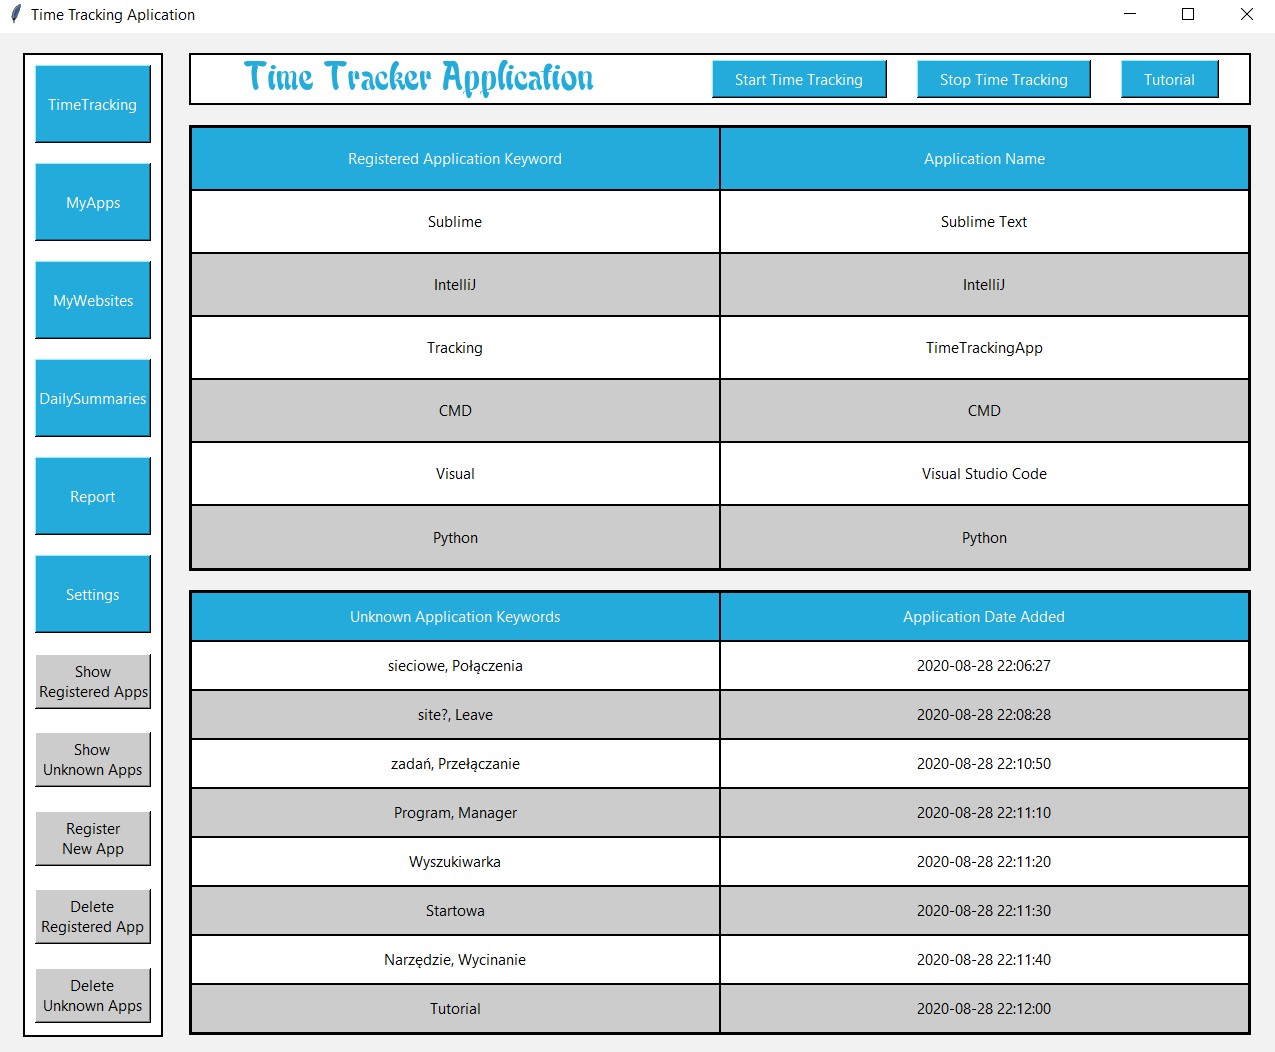 Time Tracking Aplication
TimeTracking
MyApps
MyWebsites
DailySummaries
Report
Settings
Show
Registered Apps
Show
Unknown Apps
Register
New App
Delete
Registered App
Delete
Unknown Apps
Time Tracker Application
Start Time Tracking
Stop Time Tracking
Tutorial
Registered Application Keyword Application Name
Sublime Sublime Text
IntelliJ IntelliJ
Tracking TimeTrackingApp
CMD CMD
Visual Visual Studio Code
Python Python
Unknown Application Keywords Application Date Added
sieciowe, Połączenia 2020-08-28 22:06:27
site?, Leave 2020-08-28 22:08:28
zadań, Przełączanie 2020-08-28 22:10:50
Program, Manager 2020-08-28 22:11:10
Wyszukiwarka 2020-08-28 22:11:20
Startowa 2020-08-28 22:11:30
Narzędzie, Wycinanie 2020-08-28 22:11:40
Tutorial 2020-08-28 22:12:00